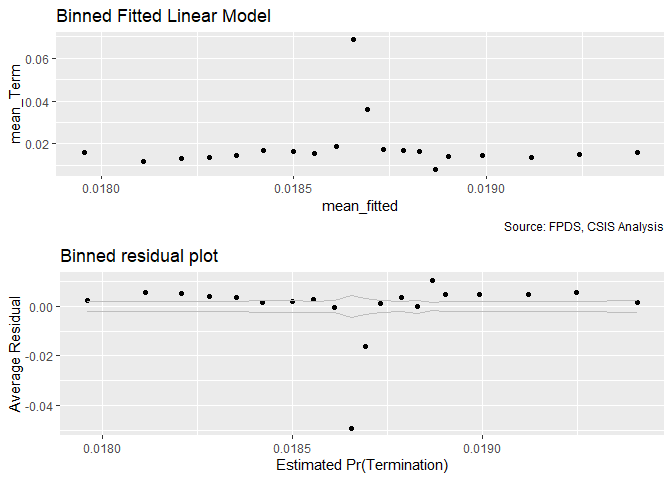 Binned Fitted Linear Model
mean_Term
0.06
0.04
0.02
0.0180
0.0185
0.0190
mean_fitted
Source: FPDS, CSIS Analysis
Binned residual plot
Average Residual
0.00
-0.02
-0.04
0.0180
0.0185
0.0190
Estimated Pr(Termination)